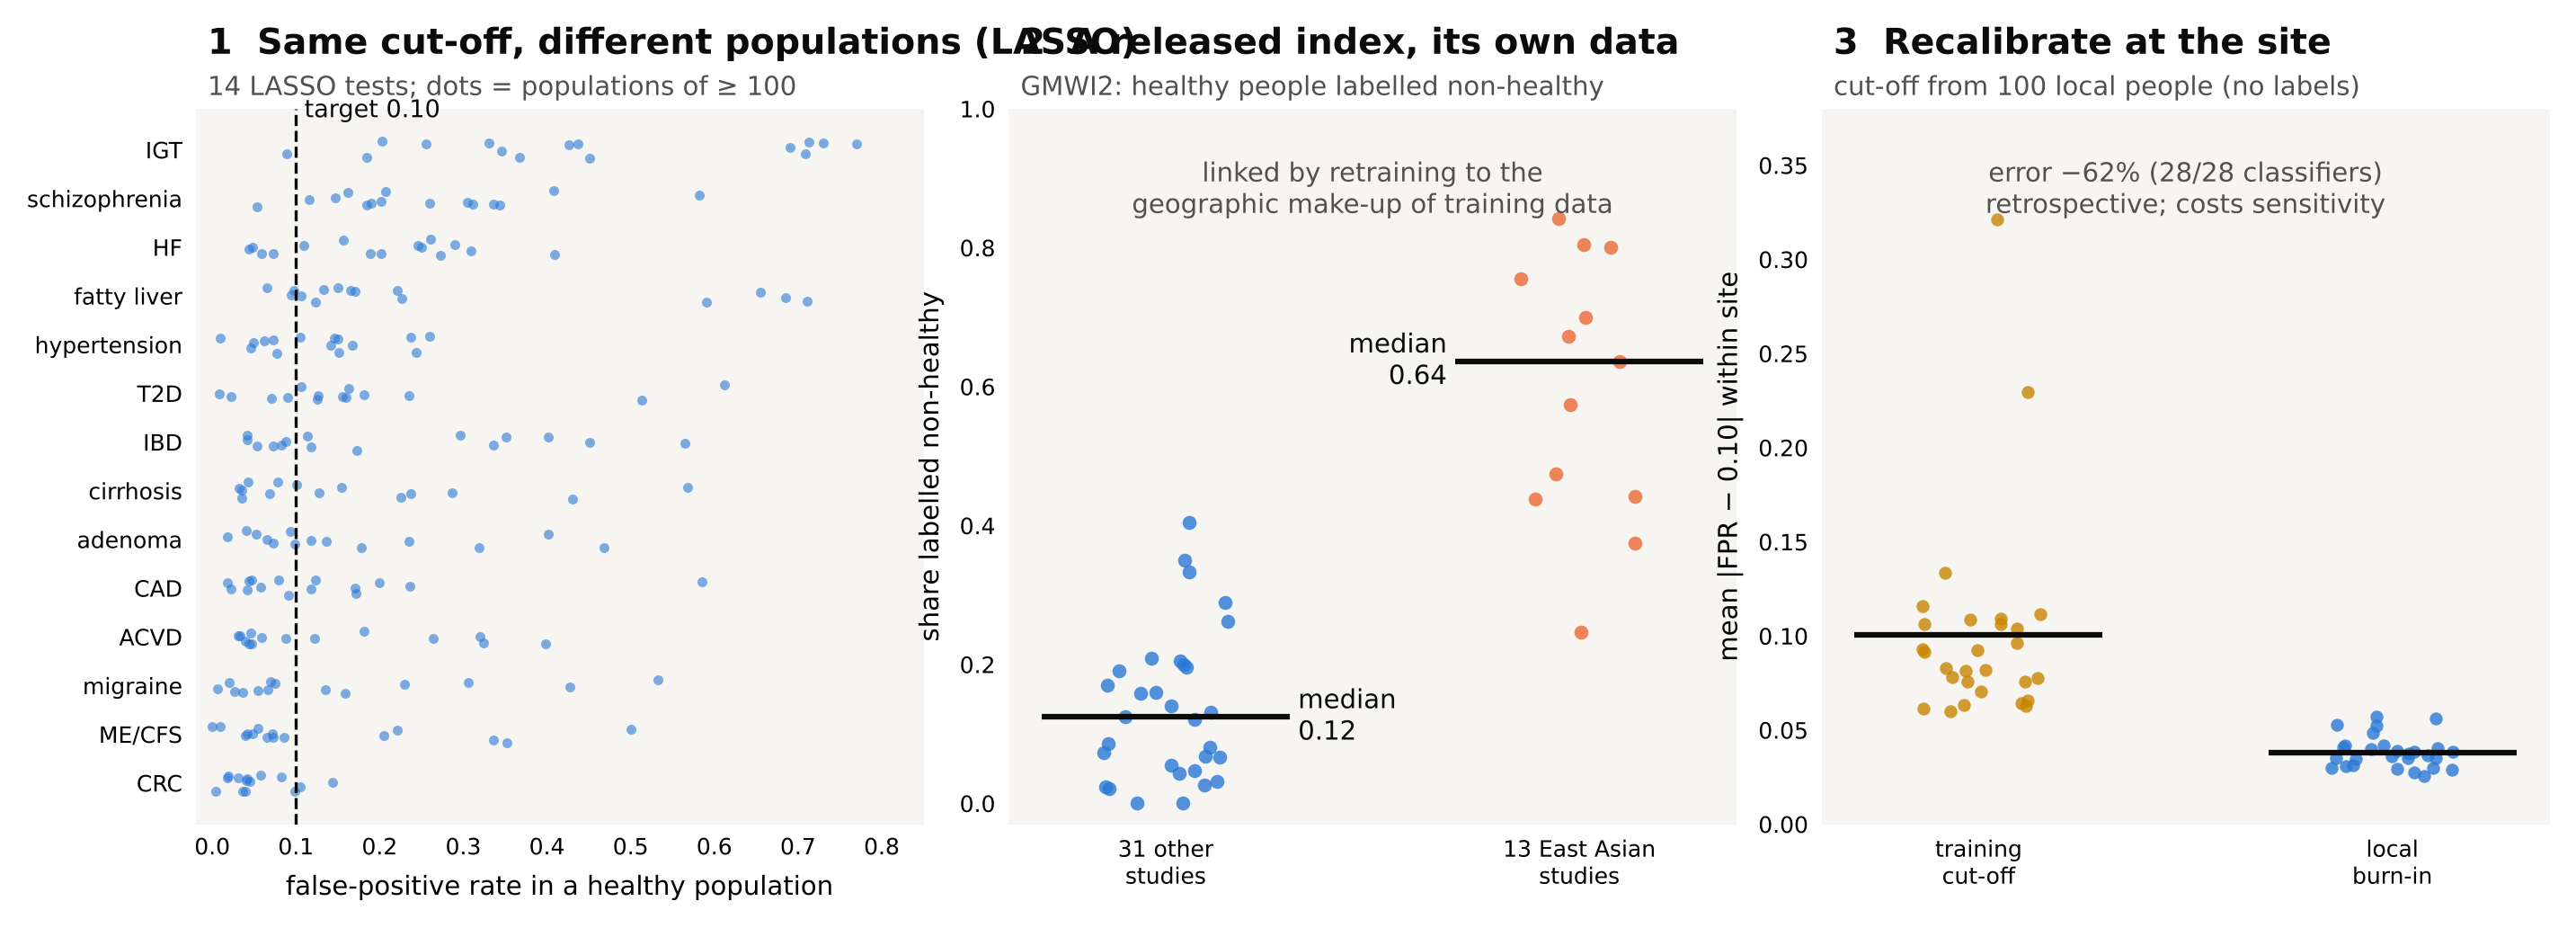 1 Same cut-off, different populations (LASSO)
14 LASSO tests; dots = populations of ≥ 100
target 0.10
IGT
schizophrenia
HF
fatty liver
hypertension
T2D
IBD
cirrhosis
adenoma
CAD
ACVD
migraine
ME/CFS
CRC
0.0 0.1 0.2 0.3 0.4 0.5 0.6 0.7 0.8
false-positive rate in a healthy population
2 A released index, its own data
GMWI2: healthy people labelled non-healthy
share labelled non-healthy
1.0
0.8
0.6
0.4
0.2
0.0
linked by retraining to the
geographic make-up of training data
median
0.64
median
0.12
31 other
studies
13 East Asian
studies
3 Recalibrate at the site
cut-off from 100 local people (no labels)
mean |FPR − 0.10| within site
0.35
0.30
0.25
0.20
0.15
0.10
0.05
0.00
error −62% (28/28 classifiers)
retrospective; costs sensitivity
training
cut-off
local
burn-in